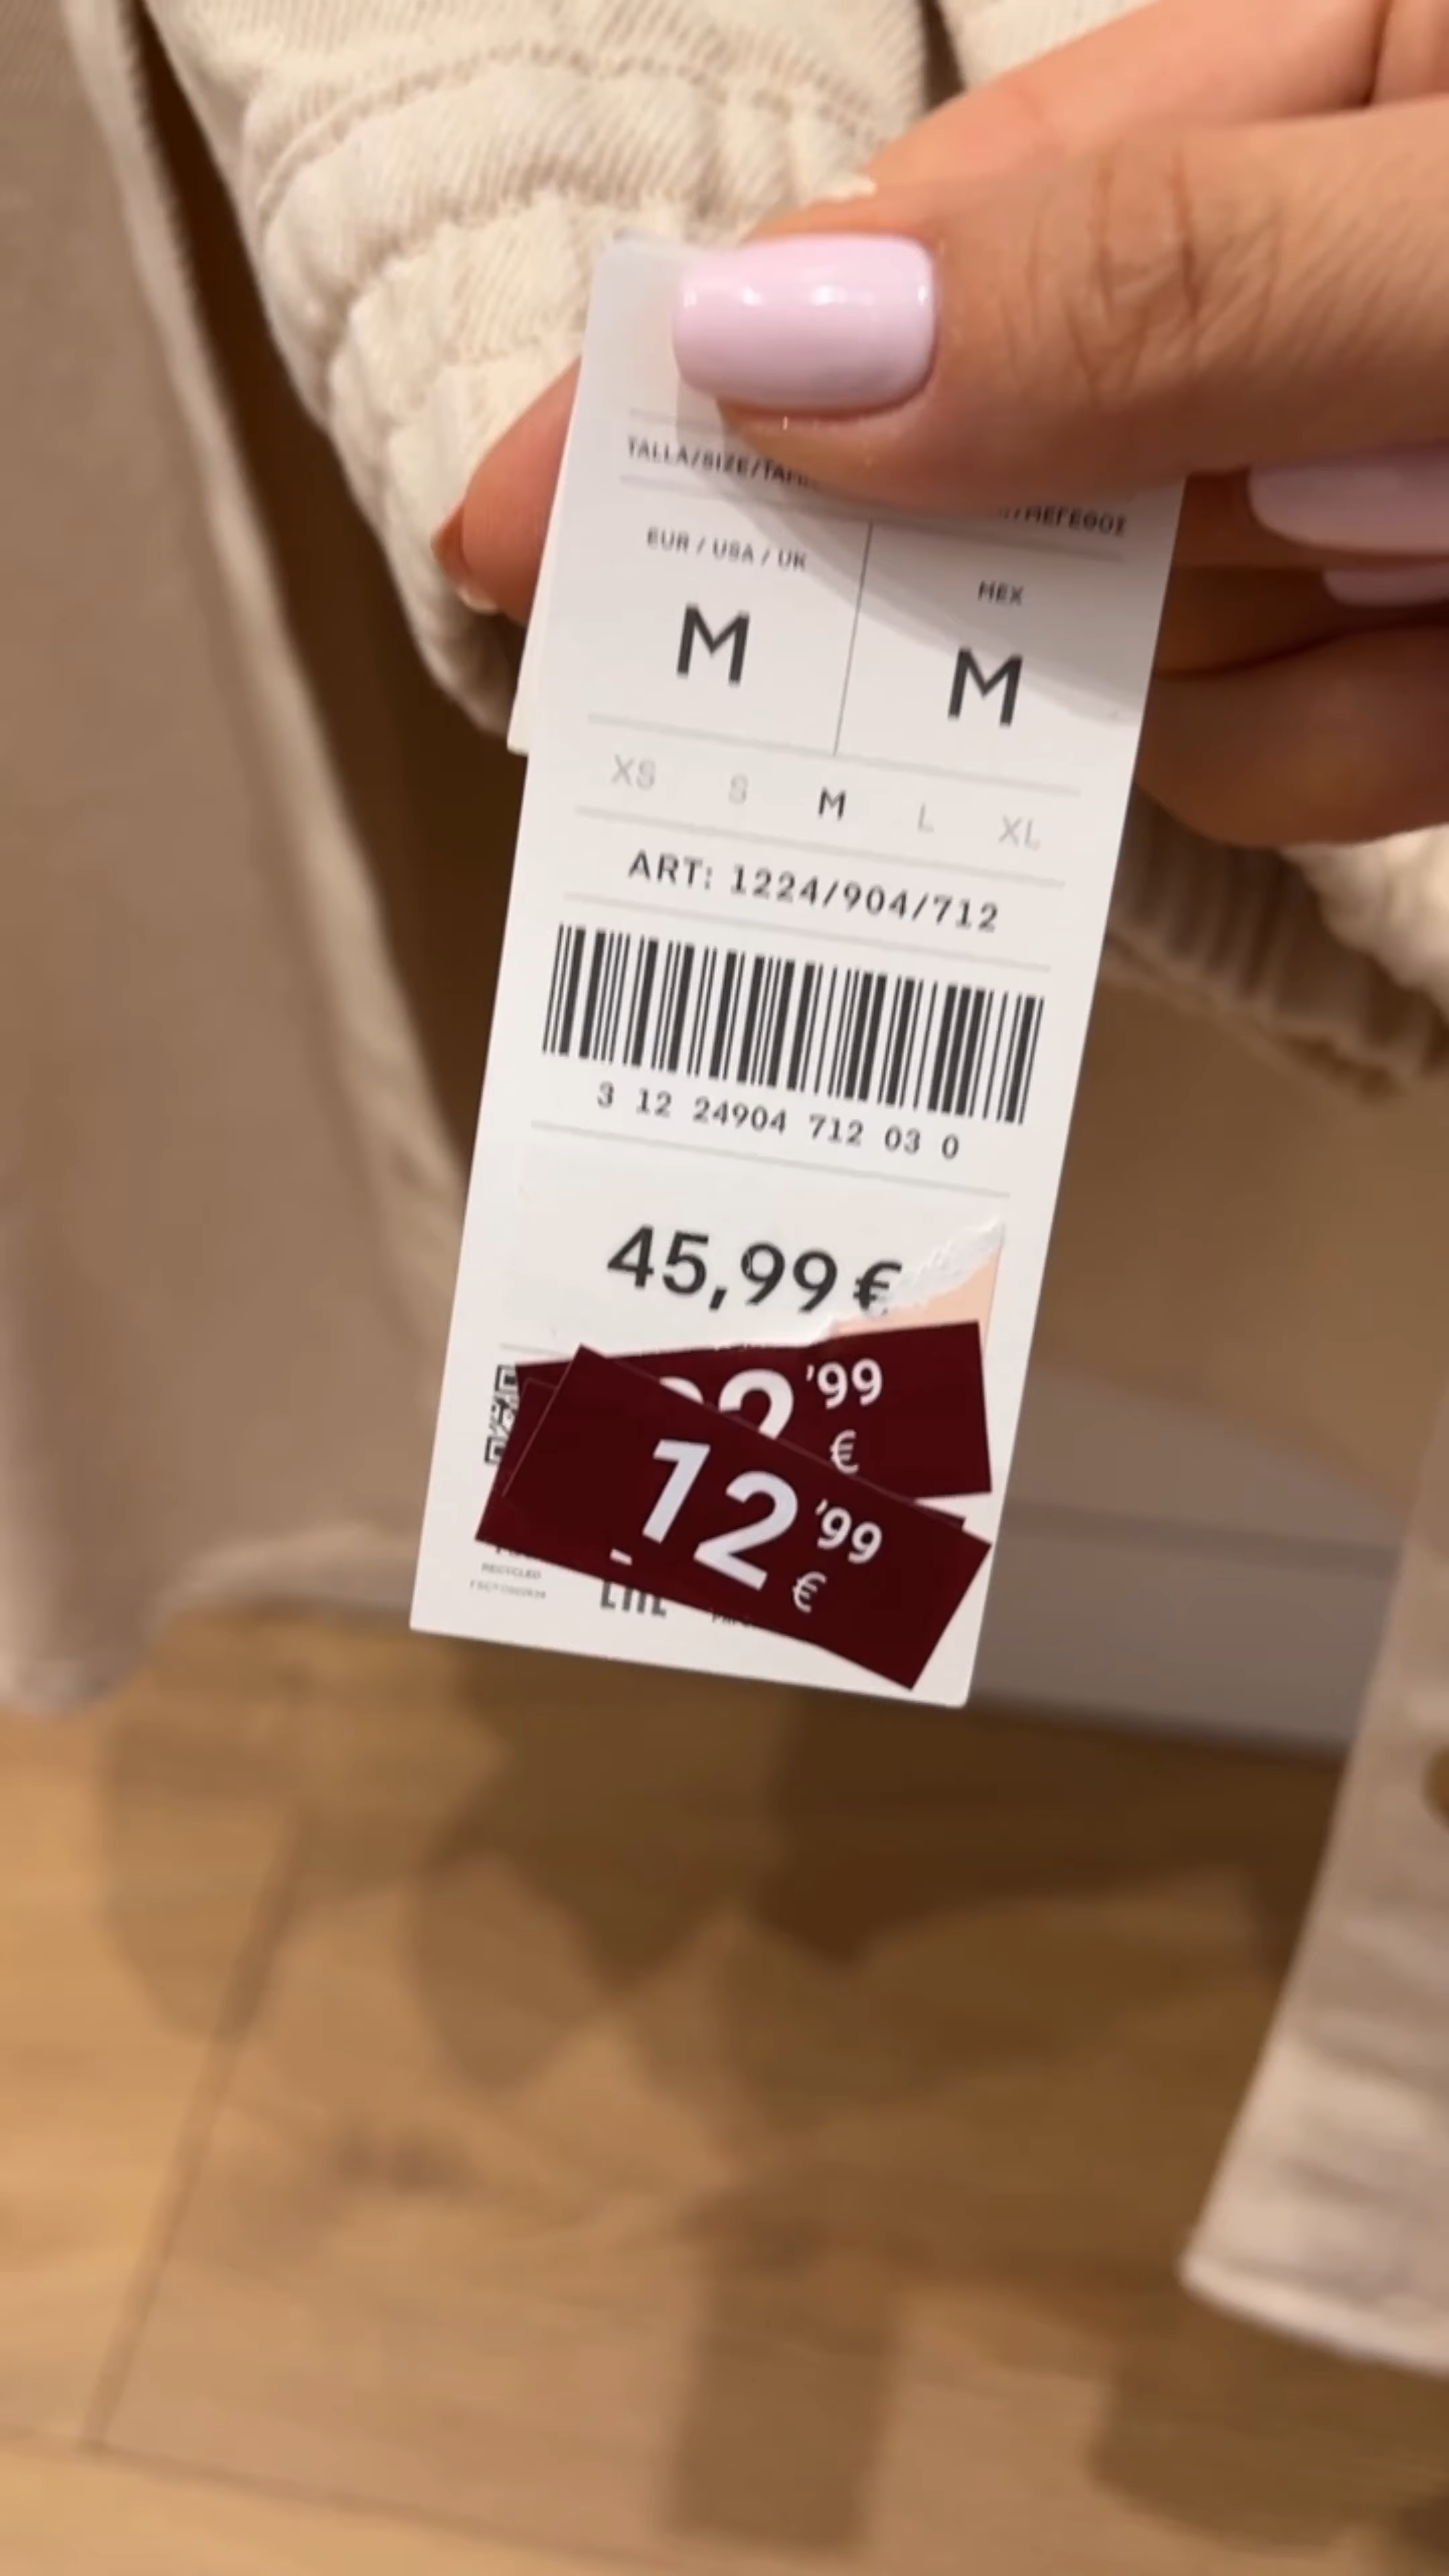 TALLA/SIZE/
EUR / USA / UK
MEX
M
M
XS S M L XL
ART: 1224/904/712
3 12 24904 712 03 0
45,99 €
'99
€
12'99
€
RECYCLED